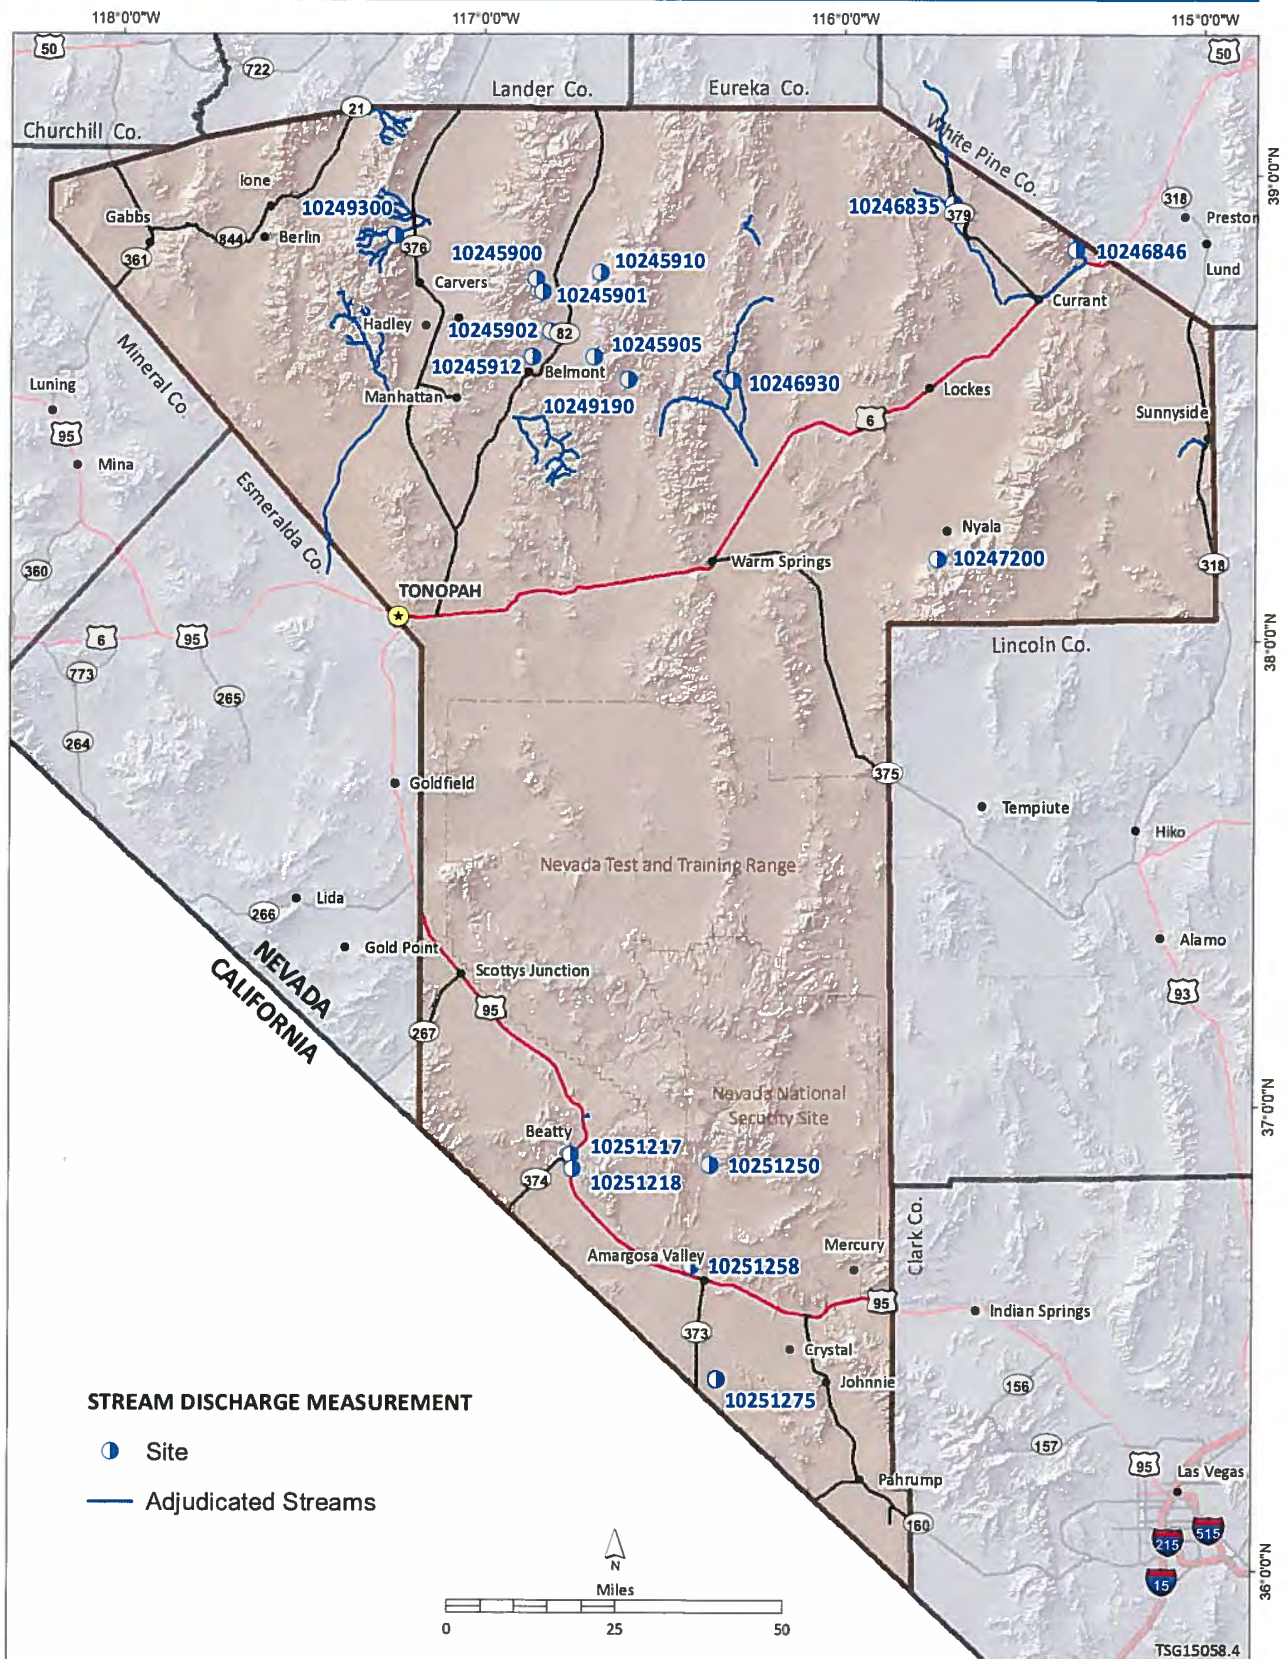 118°0'0"W
117°0'0"W
116°0'0"W
115°0'0"W
50
722
50
Lander Co.
Eureka Co.
21
Churchill Co.
White Pine Co.
39°0'0"N
Ione
10249300
10246835
379
318
Preston
Gabbs
844
Berlin
376
361
10245900
10245910
10246846
Lund
Carvers
10245901
Currant
Hadley
10245902
82
10245905
Mineral Co.
10245912
Belmont
10246930
Luning
Manhattan
10249190
Lockes
6
Sunnyside
95
Mina
Esmeralda Co.
Nyala
10247200
360
Warm Springs
318
TONOPAH
6
95
Lincoln Co.
38°0'0"N
773
265
264
375
Goldfield
Tempiute
Hiko
Nevada Test and Training Range
Lida
266
Gold Point
Alamo
NEVADA
CALIFORNIA
Scottys Junction
95
93
267
Nevada National
Security Site
37°0'0"N
Beatty
10251217
10251250
374
10251218
Clark Co.
Mercury
Amargosa Valley
10251258
95
Indian Springs
373
Crystal
Johnnie
156
10251275
STREAM DISCHARGE MEASUREMENT
Site
157
95
Las Vegas
Pahrump
Adjudicated Streams
160
515
215
15
36°0'0"N
N
Miles
0
25
50
TSG15058.4